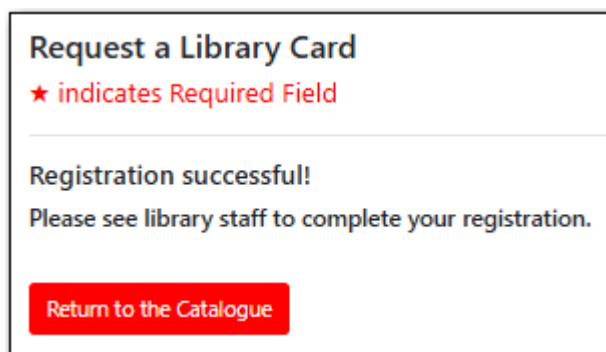 Request a Library Card
★ indicates Required Field
Registration successful!
Please see library staff to complete your registration.
Return to the Catalogue